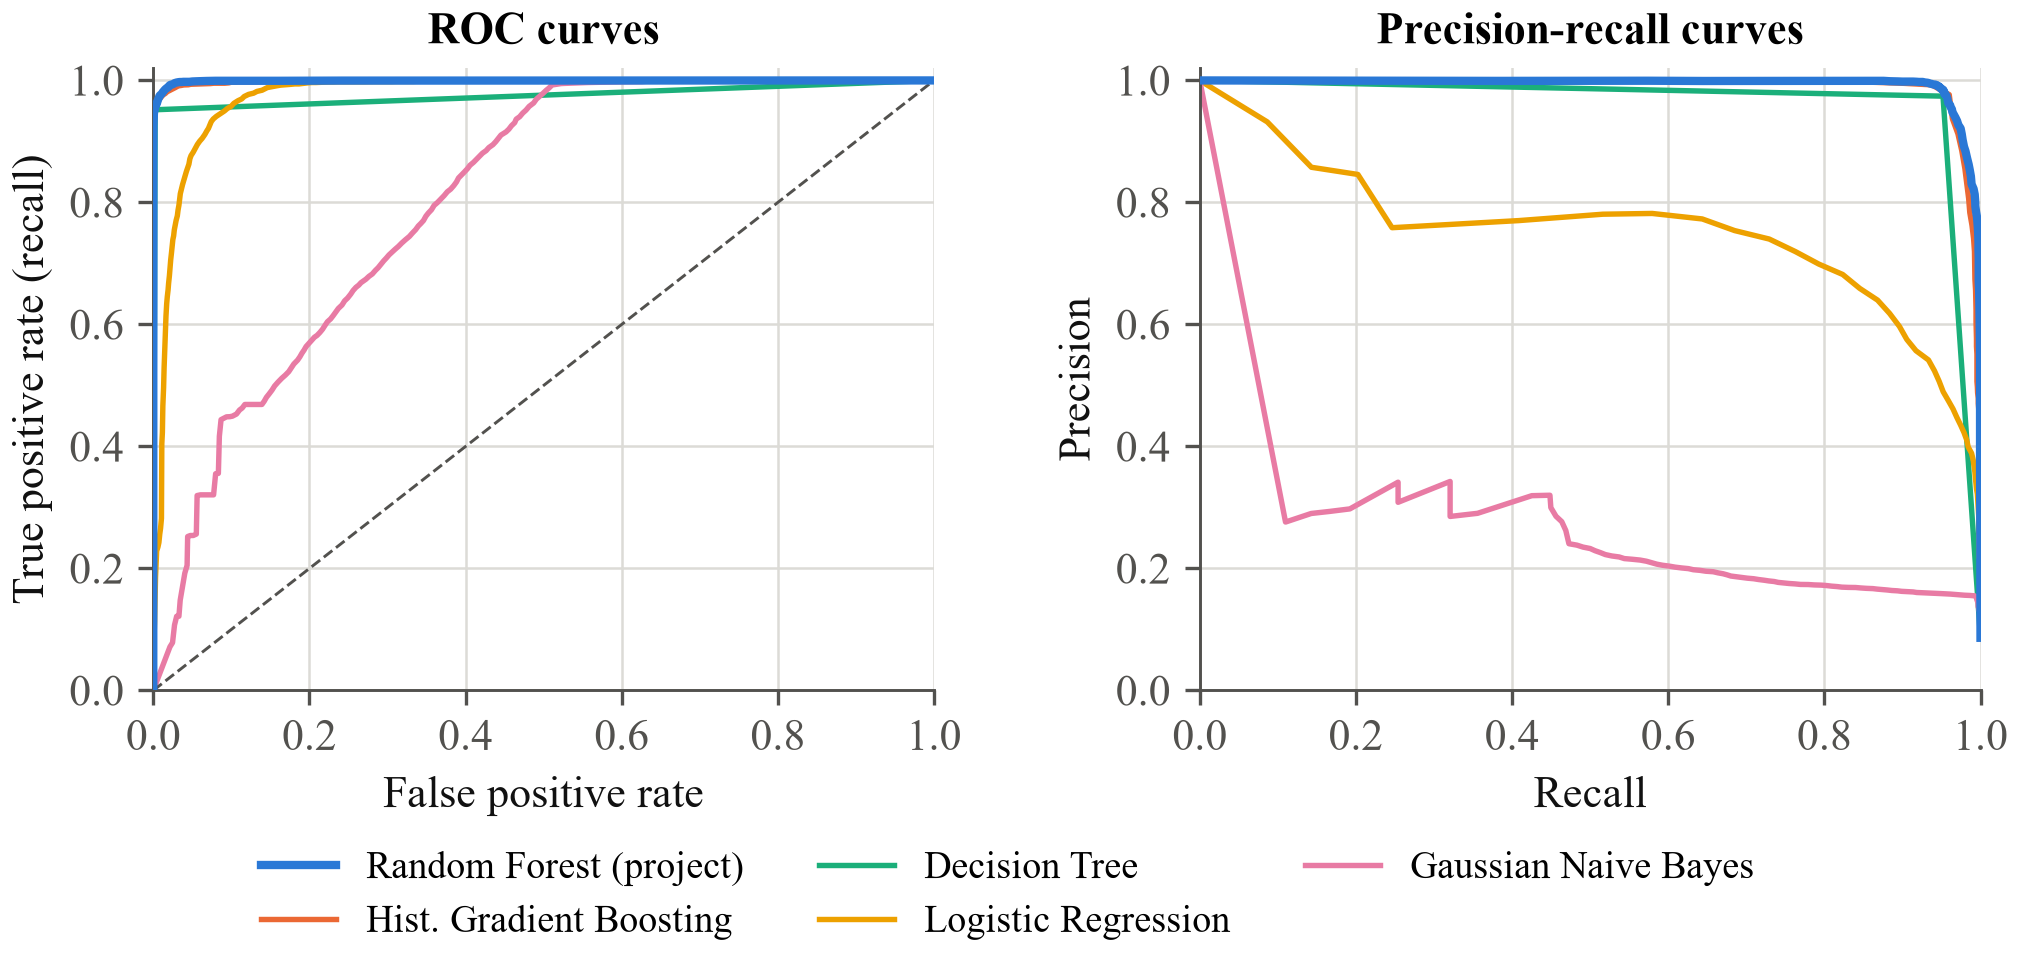 ROC curves
Precision-recall curves
True positive rate (recall)
1.0
0.8
0.6
0.4
0.2
0.0
0.0 0.2 0.4 0.6 0.8 1.0
False positive rate
Precision
1.0
0.8
0.6
0.4
0.2
0.0
0.0 0.2 0.4 0.6 0.8 1.0
Recall
Random Forest (project)
Hist. Gradient Boosting
Decision Tree
Logistic Regression
Gaussian Naive Bayes